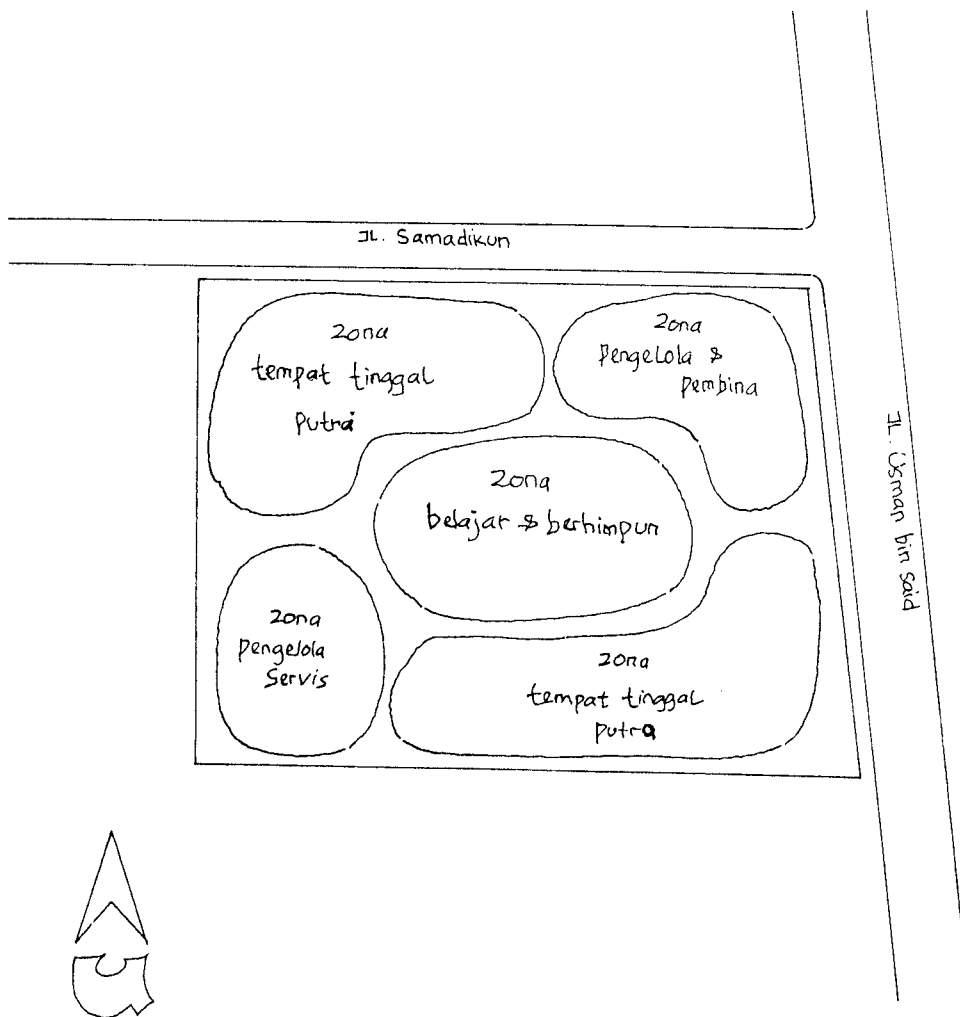 JL. Samadikun
Zona
tempat tinggal
Putra
Zona
Pengelola &
Pembina
JL. Usman bin Said
Zona
belajar & berhimpun
Zona
Pengelola
Servis
Zona
tempat tinggal
Putra